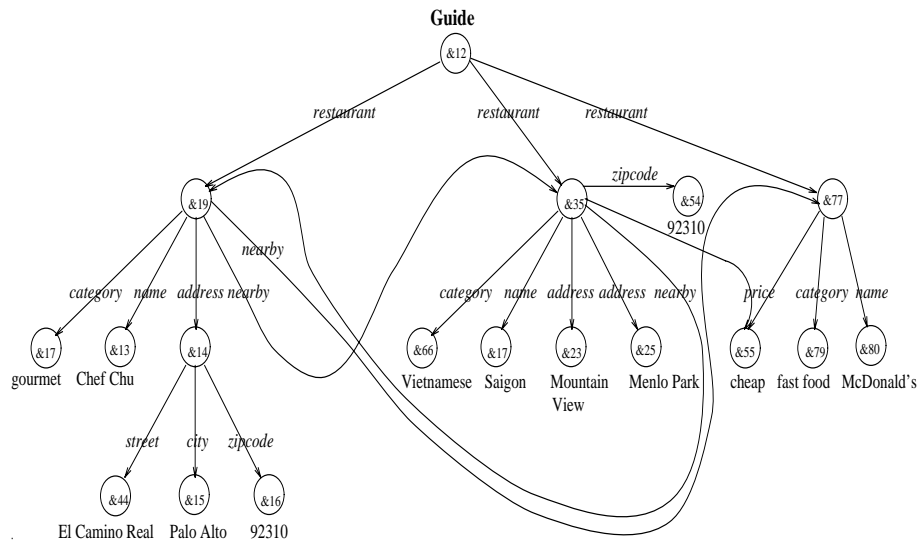 Guide
&12
restaurant restaurant restaurant
zipcode
&19 &35 &54 &77
92310
nearby
category name address nearby category name address address nearby price category name
&17 &13 &14 &66 &17 &23 &25 &55 &79 &80
gourmet Chef Chu Vietnamese Saigon Mountain View Menlo Park cheap fast food McDonald's
street city zipcode
&44 &15 &16
El Camino Real Palo Alto 92310